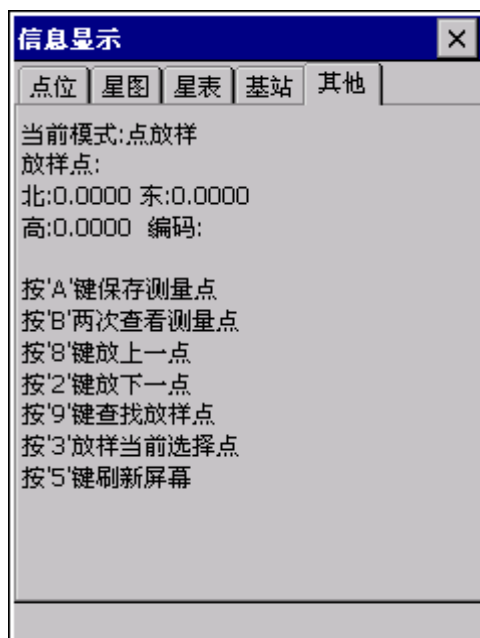 信息显示
点位 星图 星表 基站 其他
当前模式:点放样
放样点:
北:0.0000 东:0.0000
高:0.0000 编码:
按'A'键保存测量点
按'B'两次查看测量点
按'8'键放上一点
按'2'键放下一点
按'9'键查找放样点
按'3'放样当前选择点
按'5'键刷新屏幕